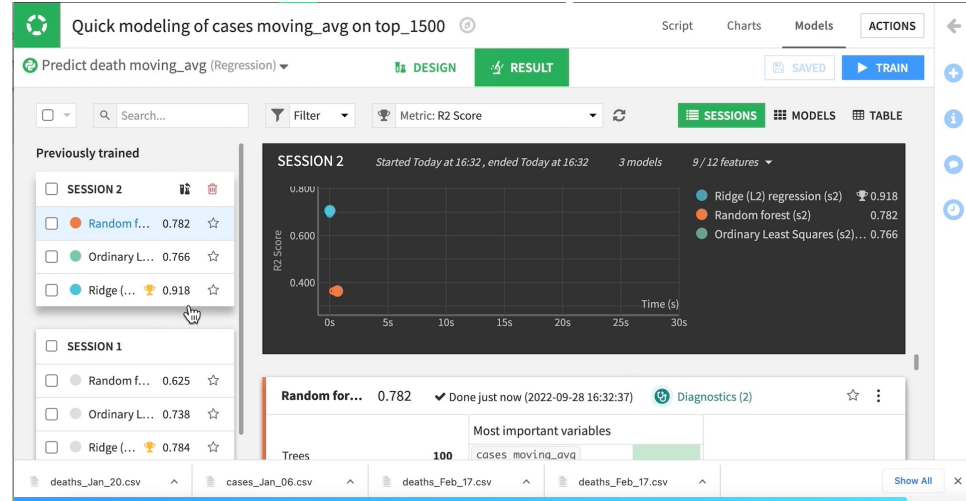 Quick modeling of cases moving_avg on top_1500
Script Charts Models ACTIONS
Predict death moving_avg (Regression)
DESIGN RESULT SAVED TRAIN
Search... Filter Metric: R2 Score SESSIONS MODELS TABLE
Previously trained
SESSION 2
Random f... 0.782
Ordinary L... 0.766
Ridge (... 0.918
SESSION 1
Random f... 0.625
Ordinary L... 0.738
Ridge (... 0.784
SESSION 2 Started Today at 16:32 , ended Today at 16:32 3 models 9 / 12 features
0.800
0.600
0.400
R2 Score
Time (s)
0s 5s 10s 15s 20s 25s 30s
Ridge (L2) regression (s2) 0.918
Random forest (s2) 0.782
Ordinary Least Squares (s2)... 0.766
Random for... 0.782 Done just now (2022-09-28 16:32:37) Diagnostics (2)
Most important variables
Trees 100 cases moving_avg
deaths_Jan_20.csv cases_Jan_06.csv deaths_Feb_17.csv deaths_Feb_17.csv Show All